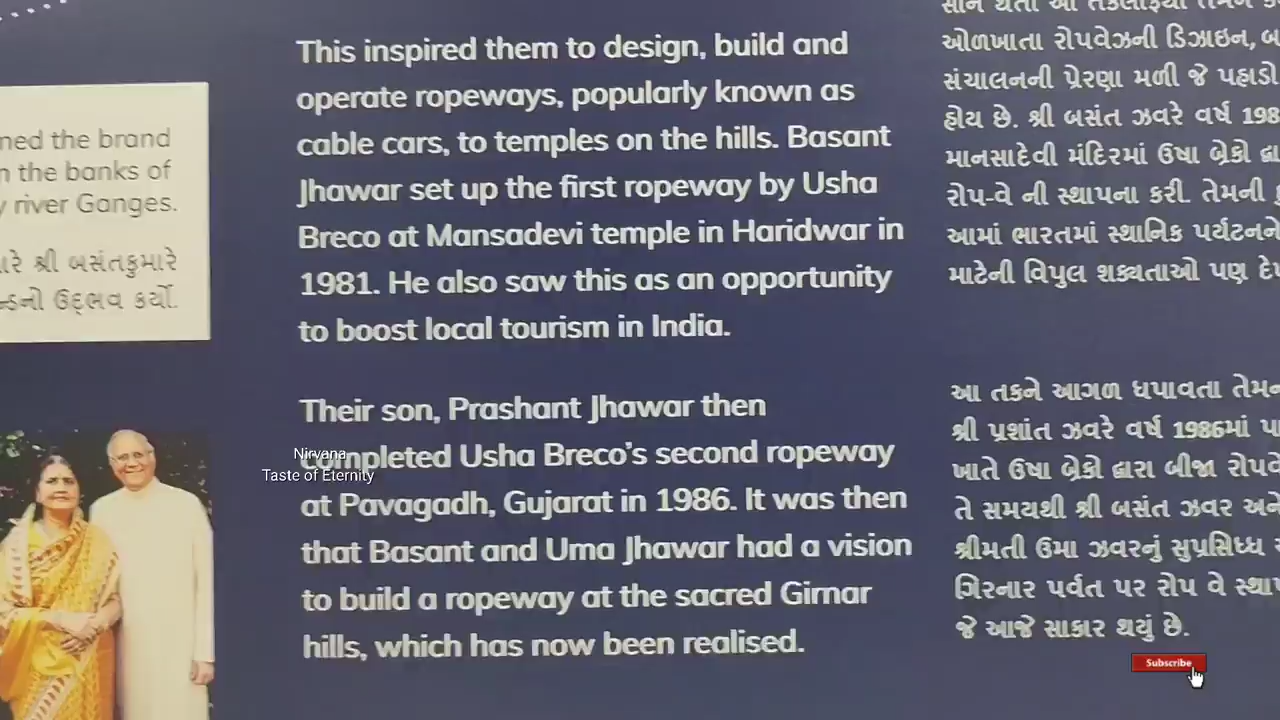 ned the brand
the banks of
river Ganges.
શ્રી બસંતકુમારે
ઉદ્ભવ કર્યો.
This inspired them to design, build and
operate ropeways, popularly known as
cable cars, to temples on the hills. Basant
Jhawar set up the first ropeway by Usha
Breco at Mansadevi temple in Haridwar in
1981. He also saw this as an opportunity
to boost local tourism in India.
Their son, Prashant Jhawar then
completed Usha Breco's second ropeway
at Pavagadh, Gujarat in 1986. It was then
that Basant and Uma Jhawar had a vision
to build a ropeway at the sacred Girnar
hills, which has now been realised.
Nirvana
Taste of Eternity
ઓળખાતા રોપવેઝની ડિઝાઇન,
સંચાલનની પ્રેરણા મળી જે પહાડો
હોય છે. શ્રી બસંત ઝવરે વર્ષ 198
માનસાદેવી મંદિરમાં ઉષા બ્રેકો
રોપ-વે ની સ્થાપના કરી. તેમની
આમાં ભારતમાં સ્થાનિક પર્યટનને
માટેની વિપુલ શક્યતાઓ પણ
આ તકને આગળ ધપાવતા
શ્રી પ્રશાંત ઝવરે વર્ષ 1986માં
ખાતે ઉષા બ્રેકો દ્વારા બીજા
તે સમયથી શ્રી બસંત ઝવર અને
શ્રીમતી ઉમા ઝવરનું સુપ્રસિધ્ધ
ગિરનાર પર્વત પર રોપ વે
જે આજે સાકાર થયું છે.
Subscribe